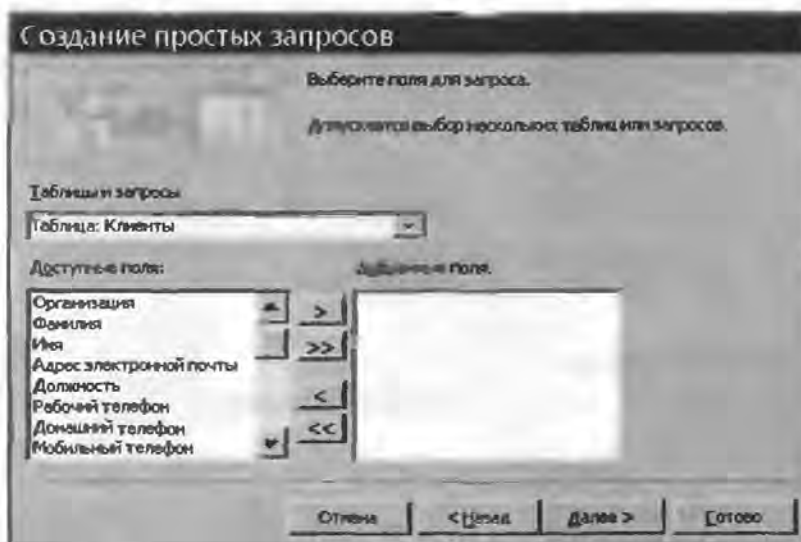 Создание простых запросов
Выберите поля для запроса.
Допускается выбор нескольких таблиц или запросов.
Таблицы и запросы
Таблица: Клиенты
Доступные поля:
Выбранные поля:
Организация
Фамилия
Имя
Адрес электронной почты
Должность
Рабочий телефон
Домашний телефон
Мобильный телефон
>
>>
<
<<
Отмена
< Назад
Далее >
Готово